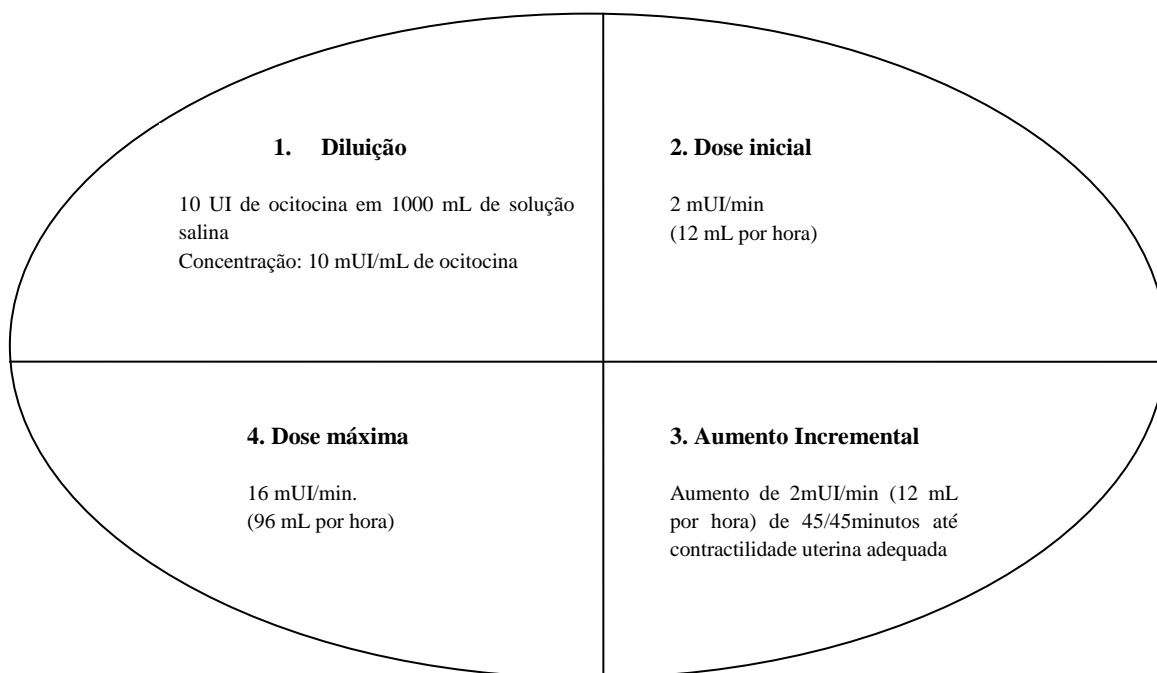 1. Diluição
10 UI de ocitocina em 1000 mL de solução
salina
Concentração: 10 mUI/mL de ocitocina
2. Dose inicial
2 mUI/min
(12 mL por hora)
4. Dose máxima
16 mUI/min.
(96 mL por hora)
3. Aumento Incremental
Aumento de 2mUI/min (12 mL
por hora) de 45/45minutos até
contractilidade uterina adequada